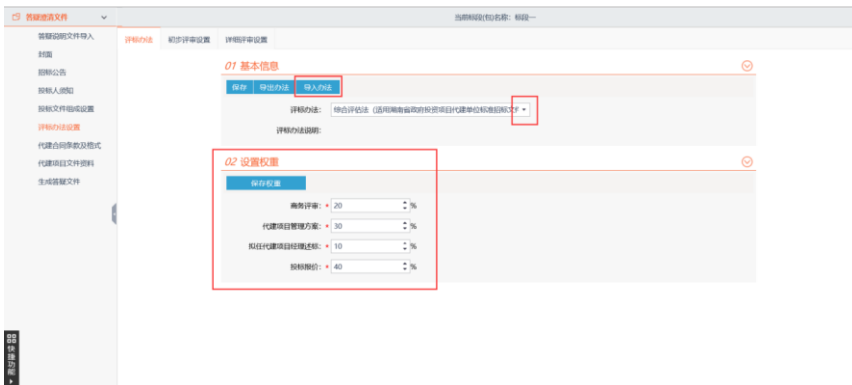 答疑澄清文件
当前标段(包)名称: 标段一
答疑说明文件导入
封面
招标公告
投标人须知
投标文件组成设置
评标办法设置
代建合同条款及格式
代建项目文件资料
生成答疑文件
评标办法 初步评审设置 详细评审设置
01 基本信息
保存 导出办法 导入办法
评标办法: 综合评估法 (适用湖南省政府投资项目代建单位标准招标文件
评标办法说明:
02 设置权重
保存权重
商务评审: * 20 %
代建项目管理方案: * 30 %
拟任代建项目经理述标: * 10 %
投标报价: * 40 %
快捷功能